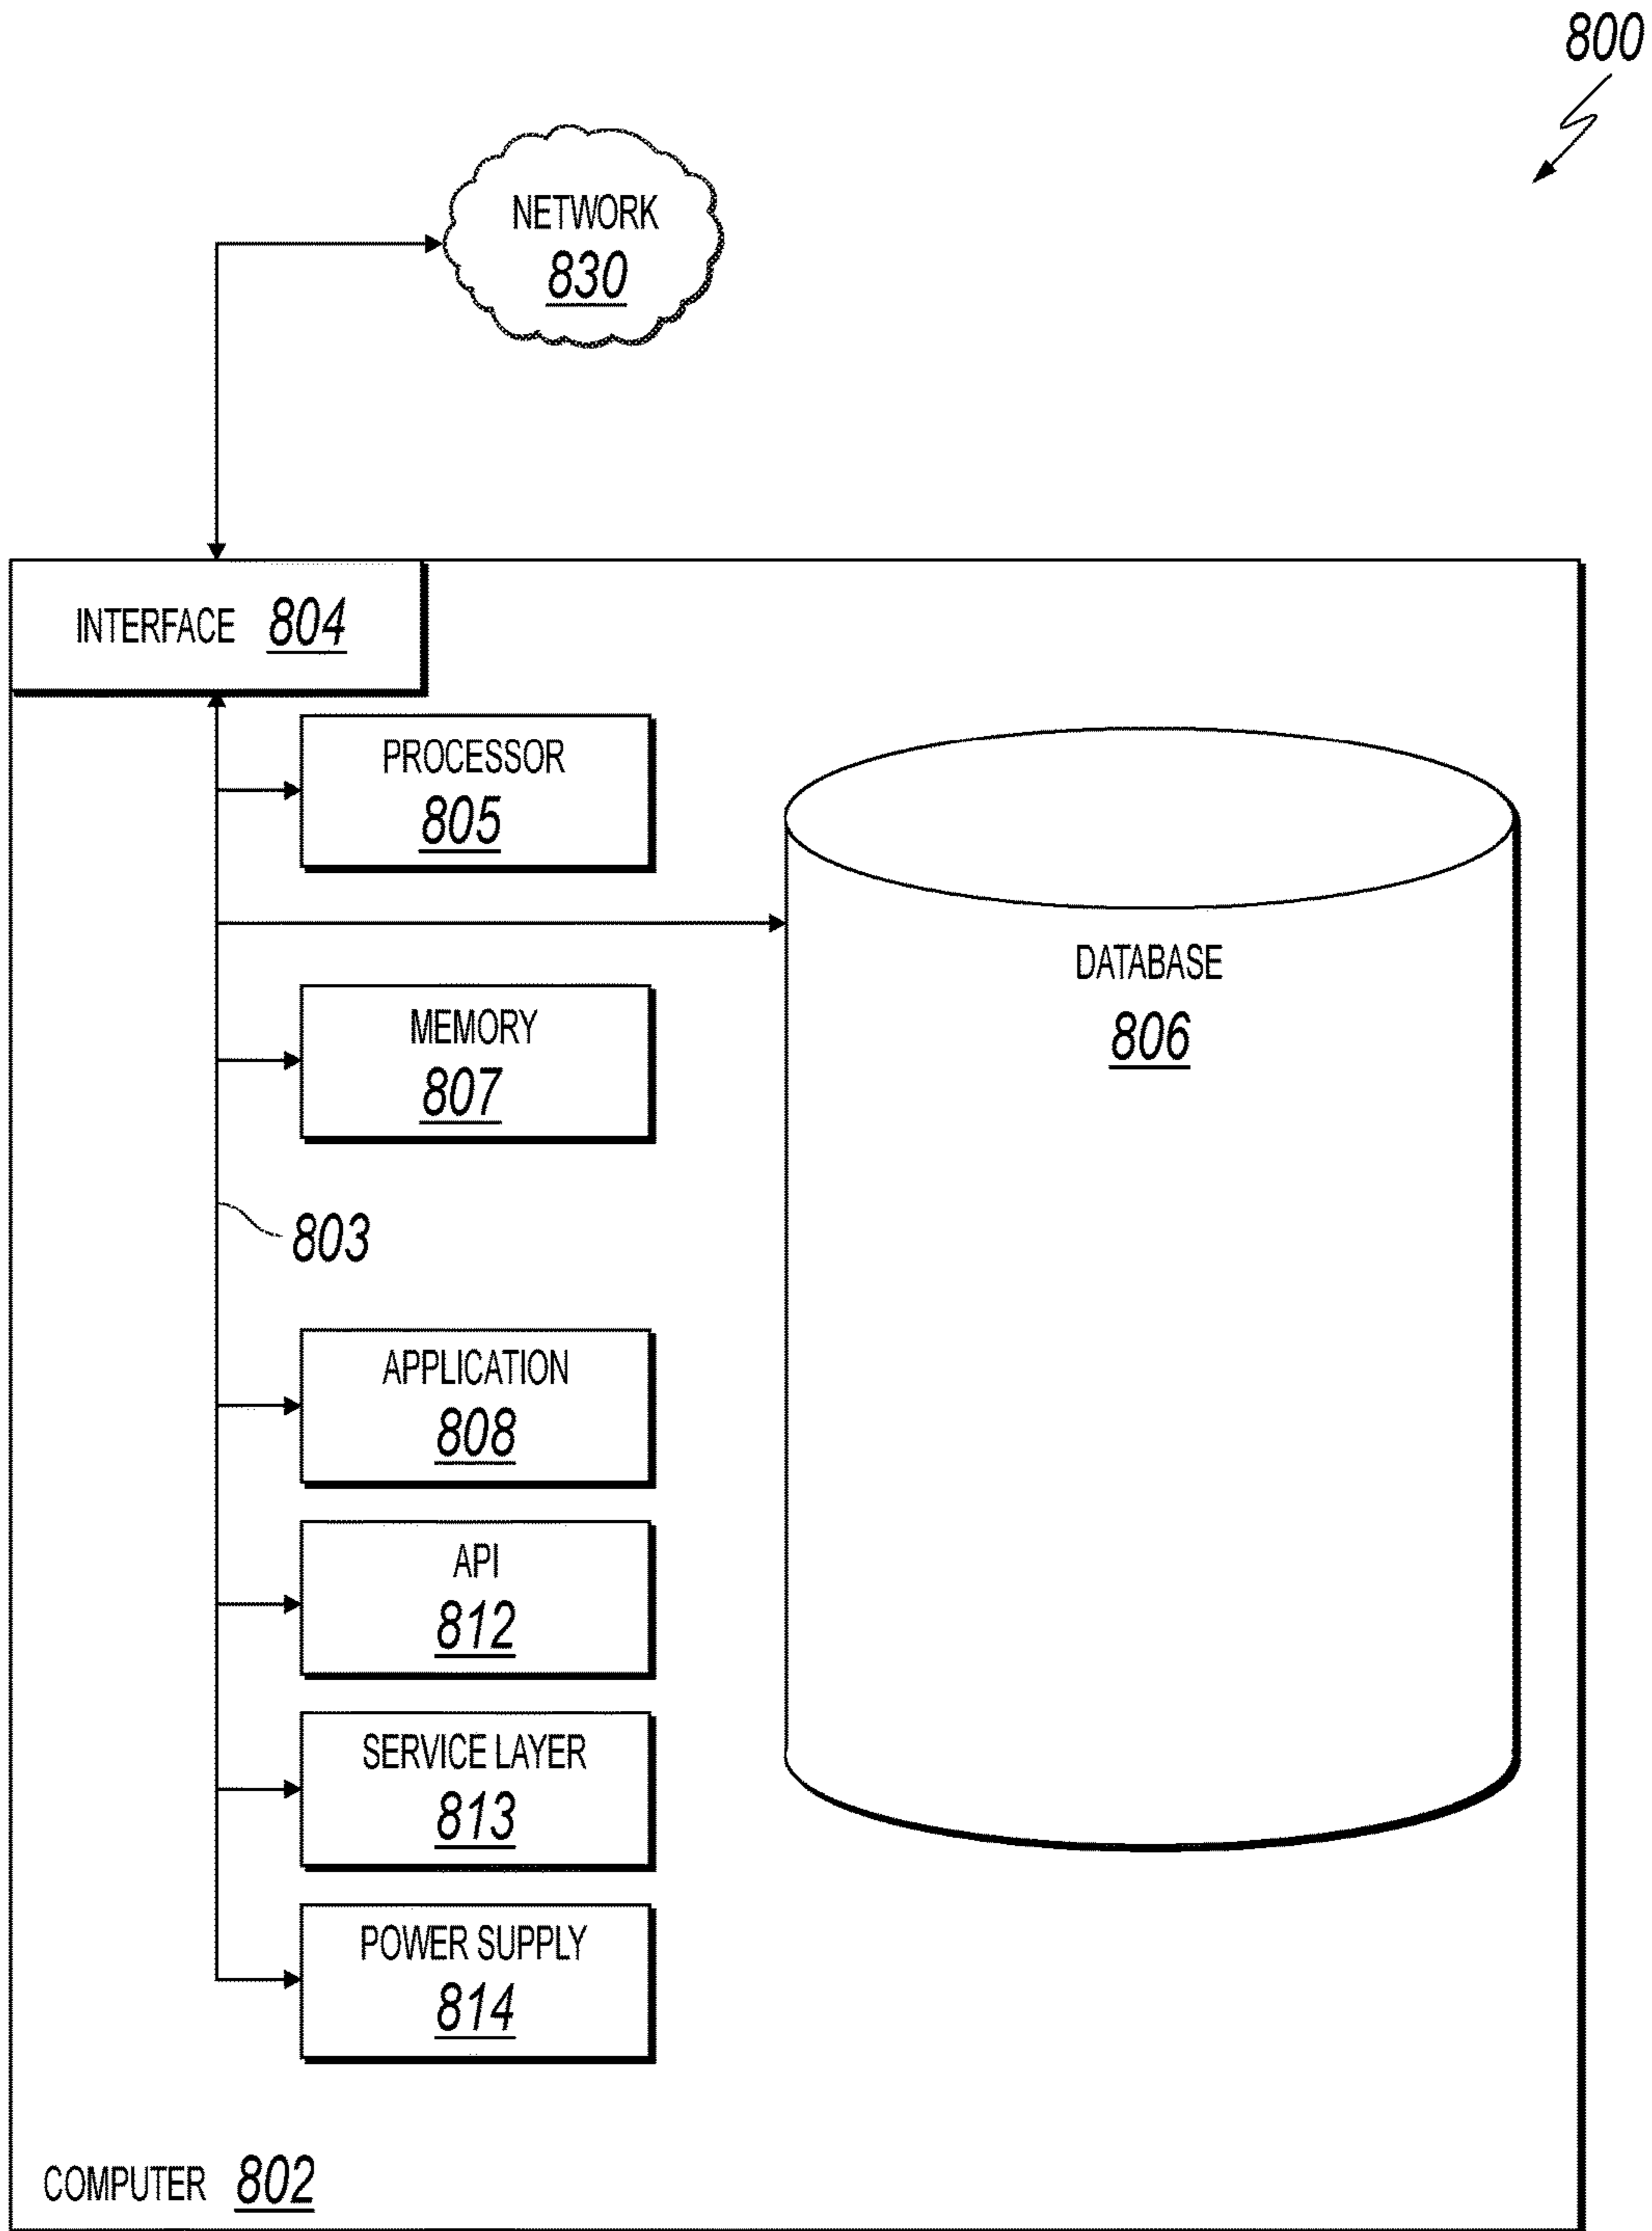 800
NETWORK
830
INTERFACE 804
PROCESSOR
805
DATABASE
806
MEMORY
807
803
APPLICATION
808
API
812
SERVICE LAYER
813
POWER SUPPLY
814
COMPUTER 802